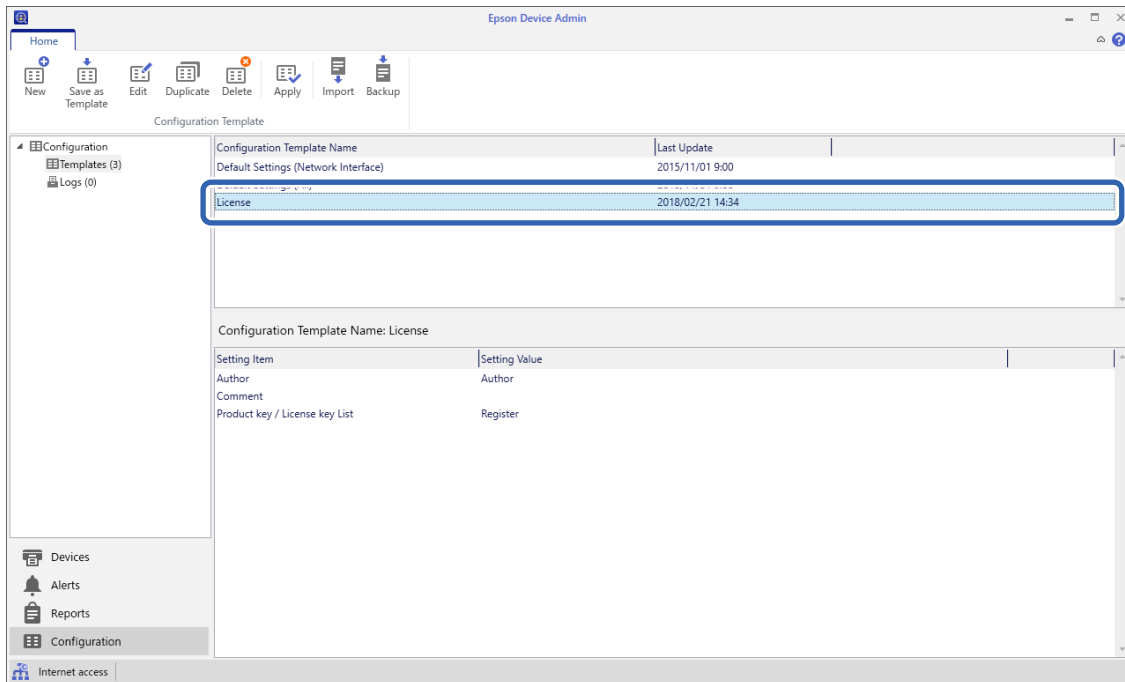 Epson Device Admin
Home
New Save as Template Edit Duplicate Delete Apply Import Backup
Configuration Template
Configuration
Templates (3)
Logs (0)
Configuration Template Name Last Update
Default Settings (Network Interface) 2015/11/01 9:00
License 2018/02/21 14:34
Configuration Template Name: License
Setting Item Setting Value
Author Author
Comment
Product key / License key List Register
Devices
Alerts
Reports
Configuration
Internet access